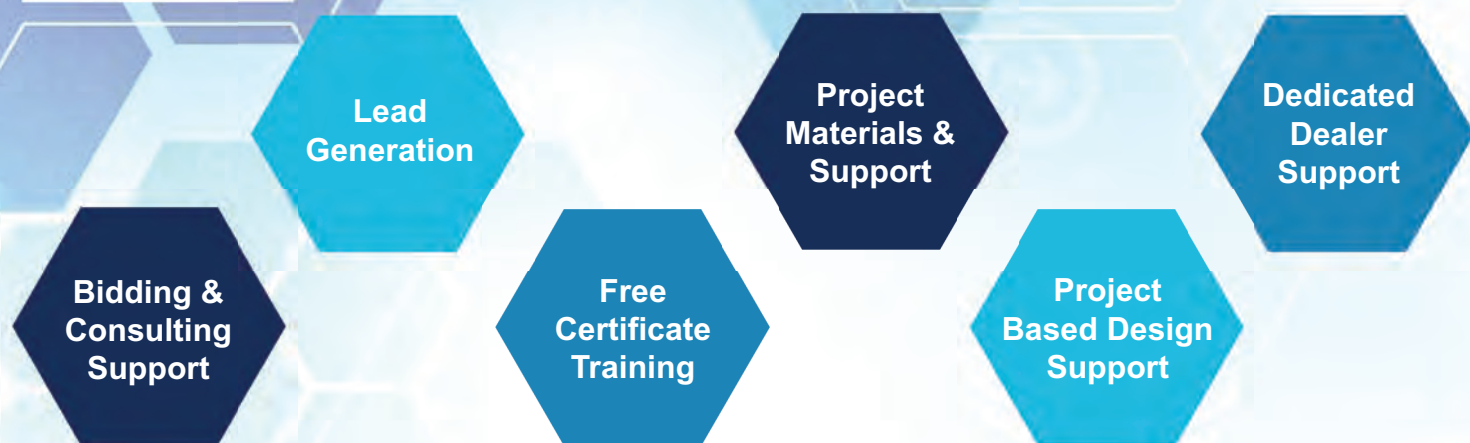 Lead
Generation
Project
Materials &
Support
Dedicated
Dealer
Support
Bidding &
Consulting
Support
Free
Certificate
Training
Project
Based Design
Support